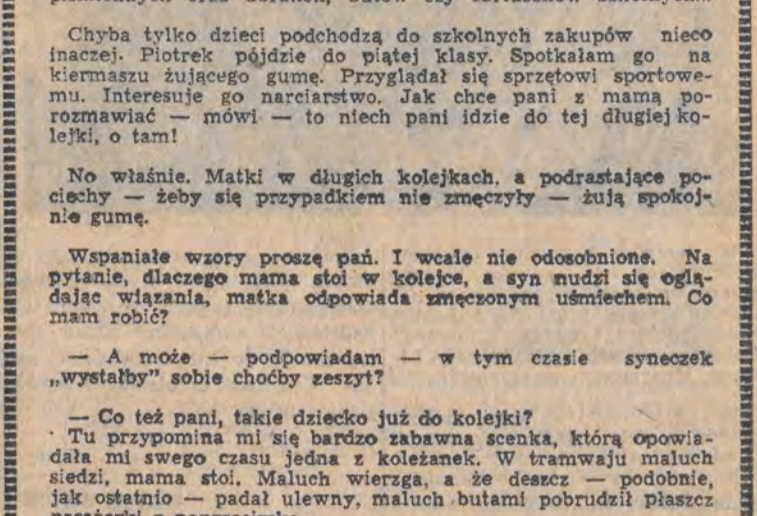 Chyba tylko dzieci podchodzą do szkolnych zakupów nieco
inaczej. Piotrek pójdzie do piątej klasy. Spotkałam go na
kiermaszu żującego gumę. Przyglądał się sprzętowi sportowe-
mu. Interesuje go narciarstwo. Jak chce pani z mamą po-
rozmawiać — mówi — to niech pani idzie do tej długiej ko-
lejki, o tam!
No właśnie. Matki w długich kolejkach, a podrastające po-
ciechy — żeby się przypadkiem nie zmęczyły — żują spokoj-
nie gumę.
Wspaniałe wzory proszę pań. I wcale nie odosobnione. Na
pytanie, dlaczego mama stoi w kolejce, a syn nudzi się oglą-
dając wiązania, matka odpowiada zmęczonym uśmiechem. Co
mam robić?
— A może — podpowiadam — w tym czasie syneczek
„wystałby” sobie choćby zeszyt?
— Co też pani, takie dziecko już do kolejki?
Tu przypomina mi się bardzo zabawna scenka, którą opowia-
dała mi swego czasu jedna z koleżanek. W tramwaju maluch
siedzi, mama stoi. Maluch wierzga, a że deszcz — podobnie,
jak ostatnio — padał ulewny, maluch butami pobrudził płaszcz